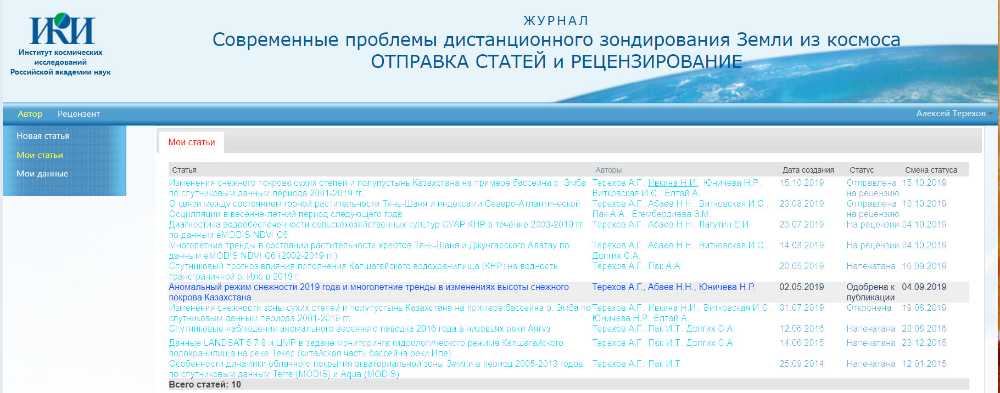 ИКИ
Институт космических
исследований
Российской академии наук
ЖУРНАЛ
Современные проблемы дистанционного зондирования Земли из космоса
ОТПРАВКА СТАТЕЙ и РЕЦЕНЗИРОВАНИЕ
Автор Рецензент Алексей Терехов
Новая статья
Мои статьи
Мои данные
Мои статьи
Статья Авторы Дата создания Статус Смена статуса
Изменения снежного покрова сухих степей и полупустынь Казахстана на примере бассейна р. Эмба Терехов А.Г., Ивкина Н.И., Юничева Н.Р., 15.10.2019 Отправлена 15.10.2019
по спутниковым данным периода 2001-2019 гг. Витковская И.С., Елтай А. на рецензию
О связи между состоянием горной растительности Тянь-Шаня и индексами Северо-Атлантической Терехов А.Г., Абаев Н.Н., Витковская И.С., 23.08.2019 Отправлена 10.10.2019
Осцилляции в весенне-летний период следующего года Пак А.А., Егембердиева З.М. на рецензию
Диагностика водообеспеченности сельскохозяйственных культур СУАР КНР в течение 2003-2019 гг. Терехов А.Г., Абаев Н.Н., Лагутин Е.И. 23.07.2019 На рецензии 04.10.2019
по данным eMODIS NDVI C6
Многолетние тренды в состоянии растительности хребтов Тянь-Шаня и Джунгарского Алатау по Терехов А.Г., Абаев Н.Н., Витковская И.С., 14.08.2019 На рецензии 04.10.2019
данным eMODIS NDVI C6 (2002-2019 гг.) Долгих С.А.
Спутниковый прогноз влияния пополнения Капшагайского водохранилища (КНР) на водность Терехов А.Г., Пак А.А. 20.05.2019 Напечатана 16.09.2019
трансграничной р. Иле в 2019 г.
Аномальный режим снежности 2019 года и многолетние тренды в изменениях высоты снежного Терехов А.Г., Абаев Н.Н., Юничева Н.Р. 02.05.2019 Одобрена к 04.09.2019
покрова Казахстана публикации
Изменения снежности зоны сухих степей и полупустынь Казахстана на примере бассейна р. Эмба по Терехов А.Г., Ивкина Н.И., Витковская И.С., 01.07.2019 Отклонена 19.08.2019
спутниковым данным периода 2001-2019 гг. Юничева Н.Р., Елтай А.
Спутниковые наблюдения аномального весеннего паводка 2016 года в низовьях реки Аягуз Терехов А.Г., Пак И.Т., Долгих С.А. 12.06.2016 Напечатана 28.08.2016
Данные LANDSAT 5,7,8 и ЦМР в задаче мониторинга гидрологического режима Капшагайского Терехов А.Г., Пак И.Т., Долгих С.А. 14.06.2015 Напечатана 23.12.2015
водохранилища на реке Текес (китайская часть бассейна реки Иле)
Особенности динамики облачного покрытия экваториальной зоны Земли в период 2005-2013 годов Терехов А.Г., Пак И.Т. 25.09.2014 Напечатана 12.01.2015
по спутниковым данным Terra (MODIS) и Aqua (MODIS)
Всего статей: 10